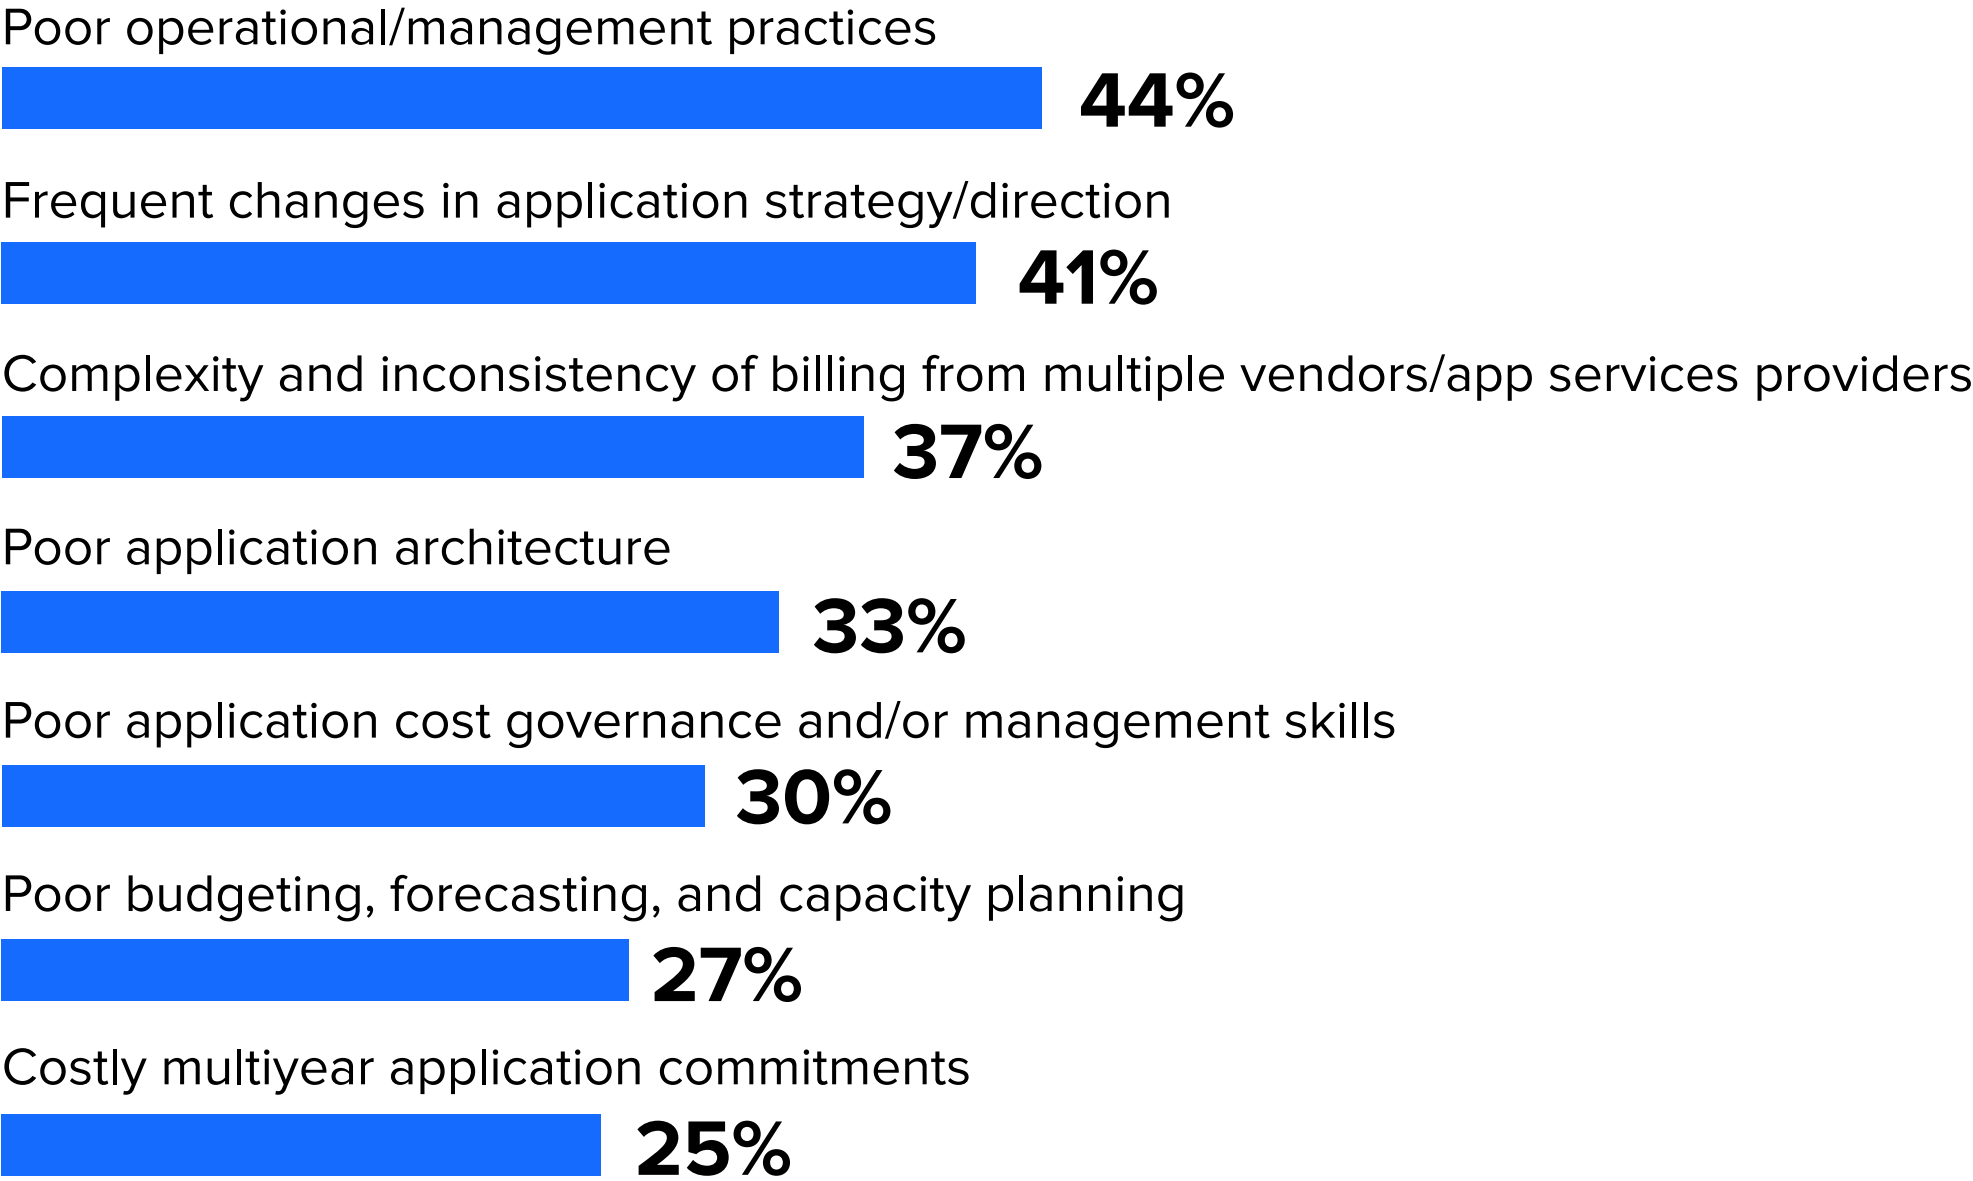 Poor operational/management practices
44%
Frequent changes in application strategy/direction
41%
Complexity and inconsistency of billing from multiple vendors/app services providers
37%
Poor application architecture
33%
Poor application cost governance and/or management skills
30%
Poor budgeting, forecasting, and capacity planning
27%
Costly multiyear application commitments
25%